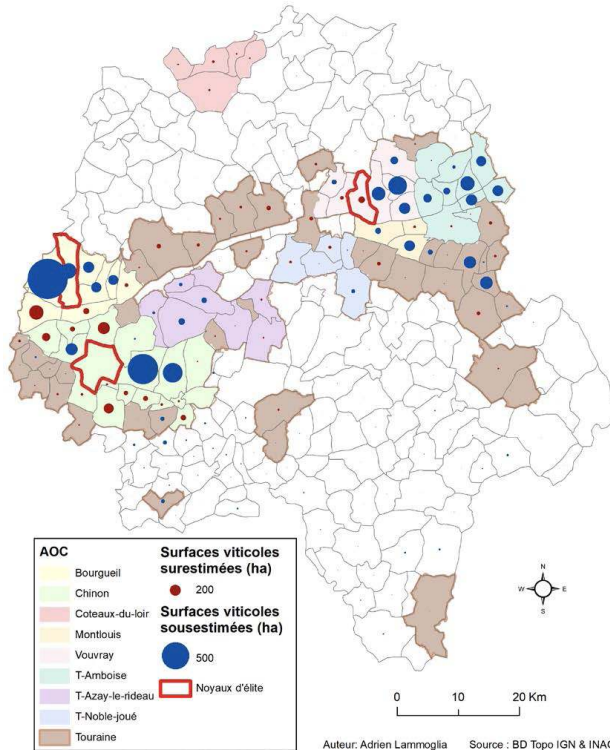 AOC
Bourgueil
Chinon
Coteaux-du-loir
Montlouis
Vouvray
T-Amboise
T-Azay-le-rideau
T-Noble-joué
Touraine
Surfaces viticoles
surestimées (ha)
200
Surfaces viticoles
sousestimées (ha)
500
Noyaux d'élite
N
W E
S
0 10 20 Km
Auteur: Adrien Lammoglia Source : BD Topo IGN & INAO